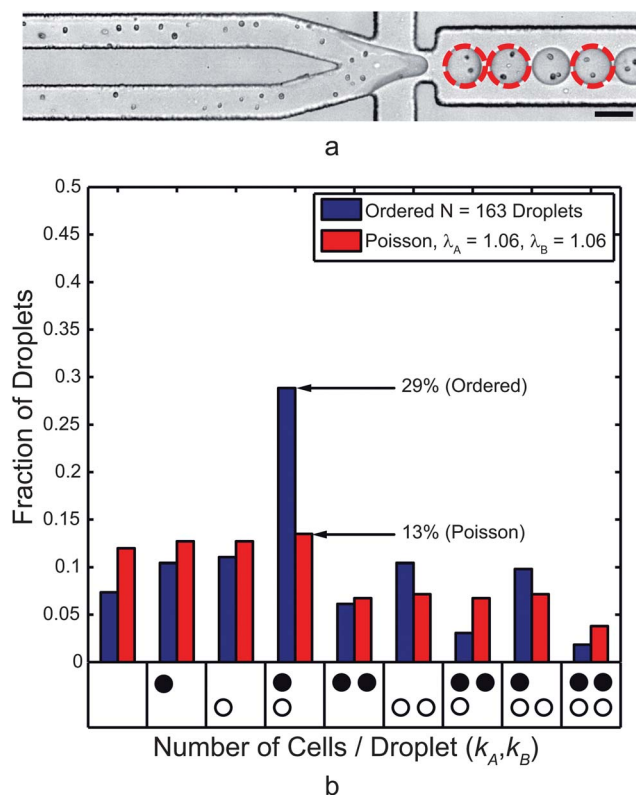 a
0.5
0.45
0.4
0.35
0.3
0.25
0.2
0.15
0.1
0.05
0
Fraction of Droplets
Ordered N = 163 Droplets
Poisson, λA = 1.06, λB = 1.06
29% (Ordered)
13% (Poisson)
Number of Cells / Droplet (kA,kB)
b